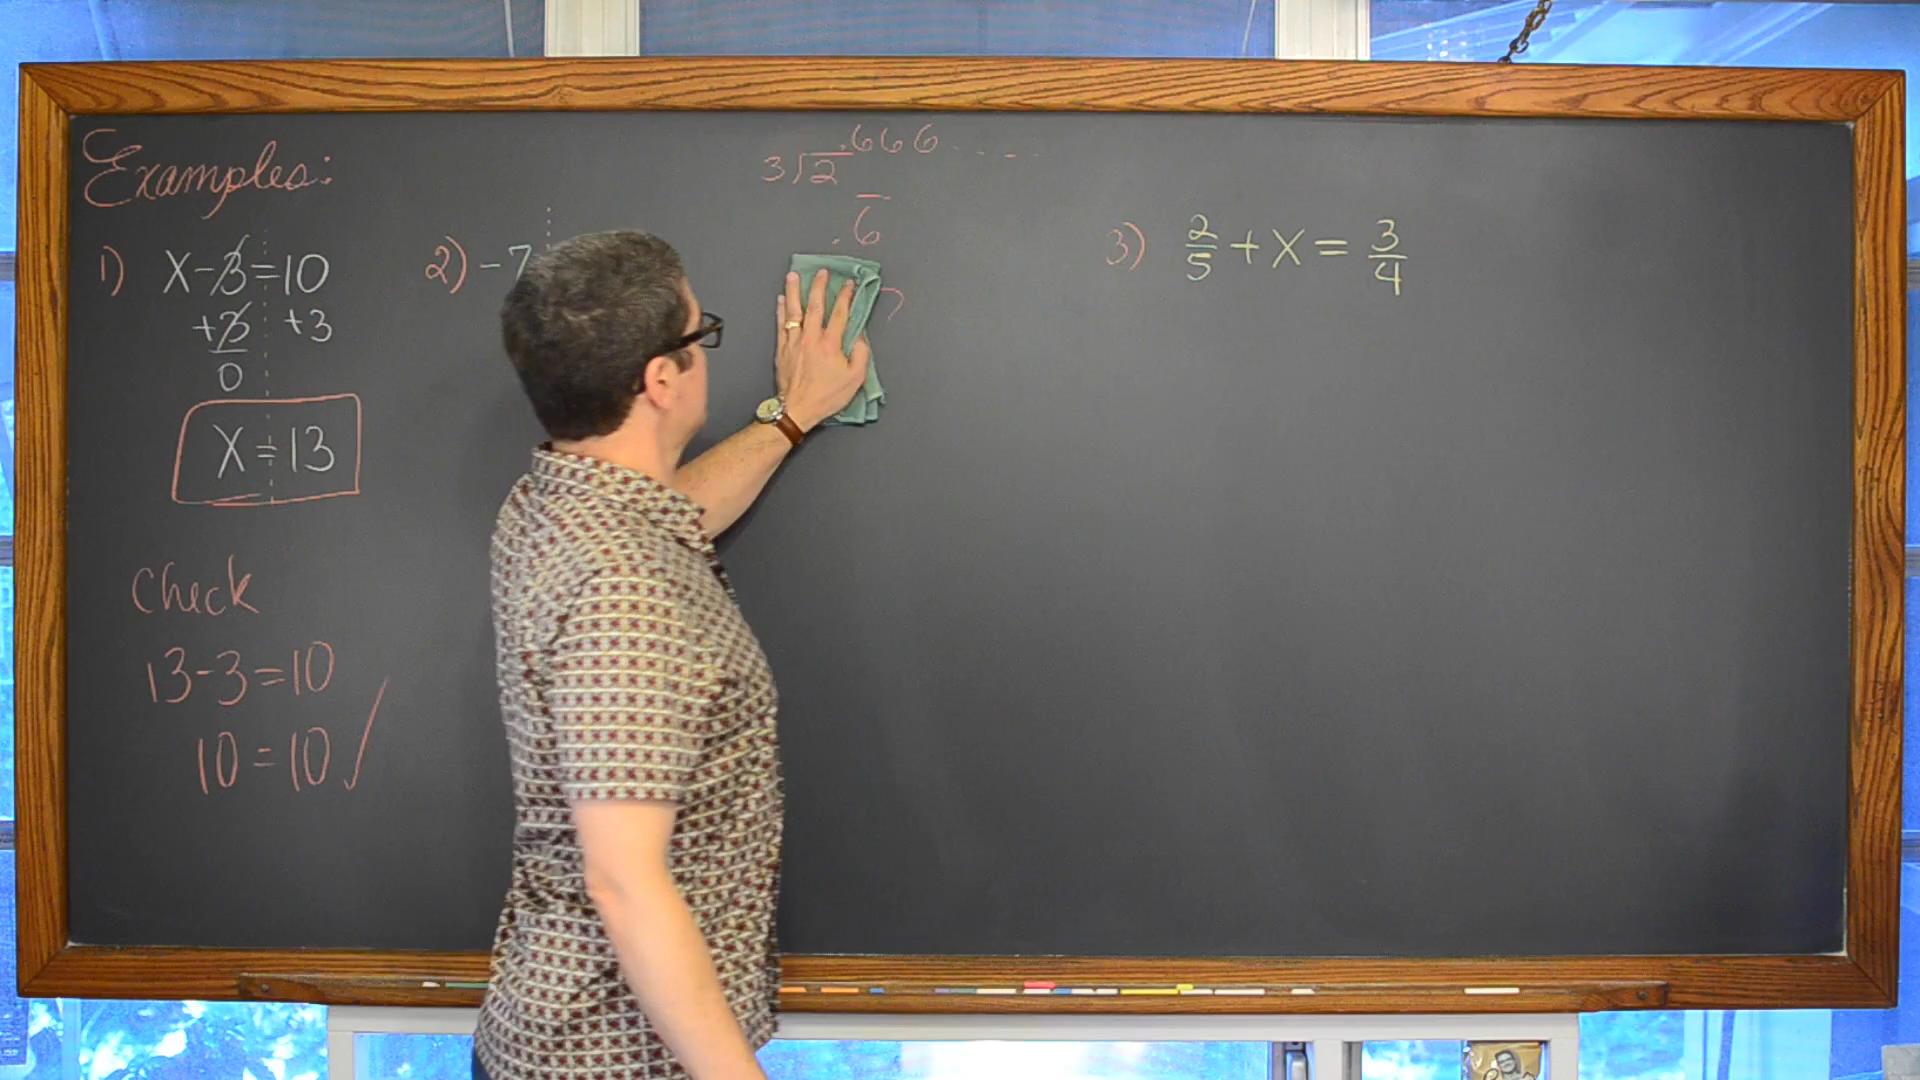 Examples:
1) X-3=10
+3 +3
0
X=13
Check
13-3=10
10=10✓
2) -7
.666....
3√2
.6
7
3) 2/5+X=3/4